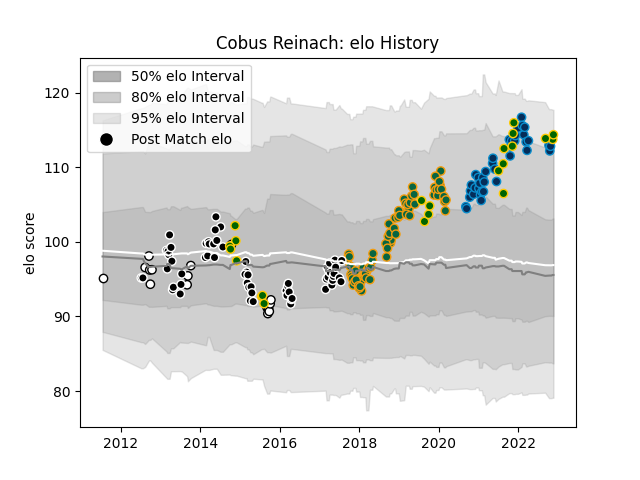 Cobus Reinach: elo History
50% elo Interval
80% elo Interval
95% elo Interval
Post Match elo
elo score
120
110
100
90
80
2012 2014 2016 2018 2020 2022